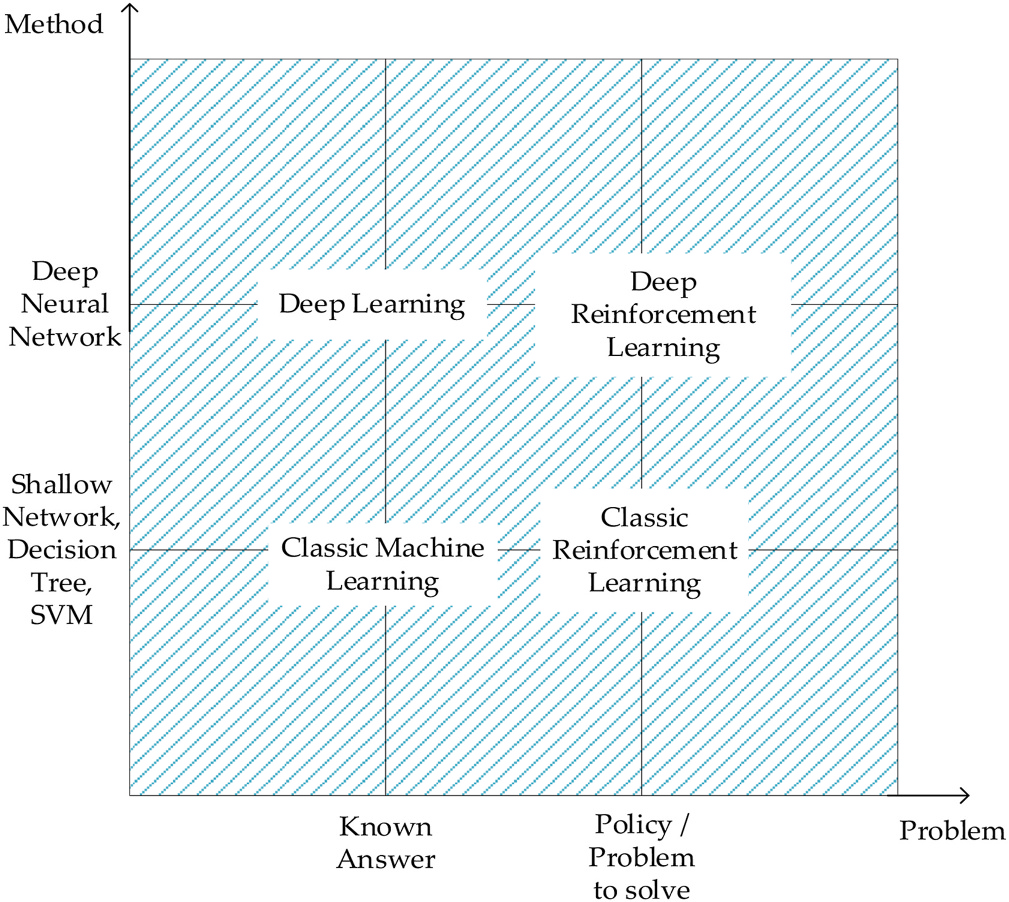 Method
Deep
Neural
Network
Deep Learning
Deep
Reinforcement
Learning
Shallow
Network,
Decision
Tree,
SVM
Classic Machine
Learning
Classic
Reinforcement
Learning
Known
Answer
Policy /
Problem
to solve
Problem